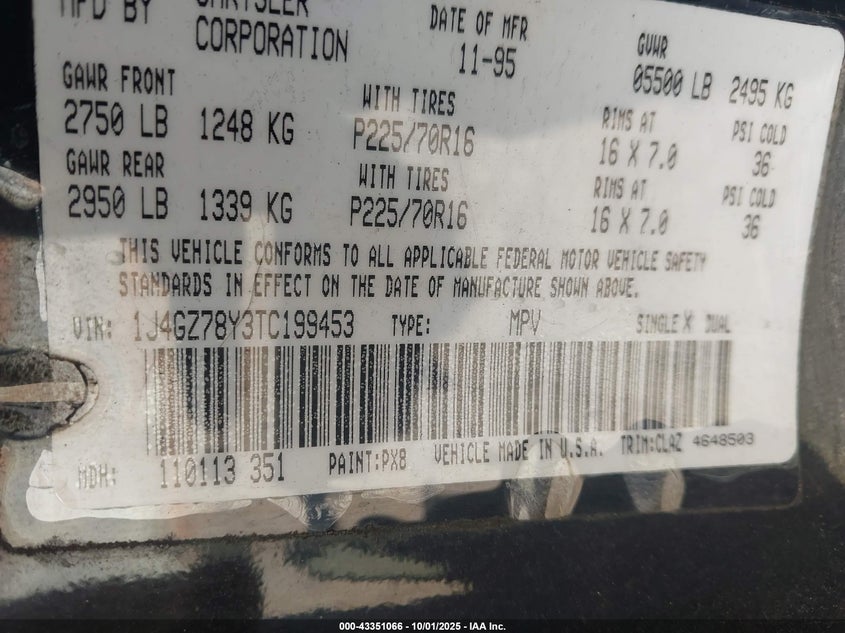 MFD BY CHRYSLER CORPORATION DATE OF MFR 11-95 GVWR 05500 LB 2495 KG
GAWR FRONT WITH TIRES RIMS AT PSI COLD
2750 LB 1248 KG P225/70R16 16 X 7.0 36
GAWR REAR WITH TIRES RIMS AT PSI COLD
2950 LB 1339 KG P225/70R16 16 X 7.0 36
THIS VEHICLE CONFORMS TO ALL APPLICABLE FEDERAL MOTOR VEHICLE SAFETY
STANDARDS IN EFFECT ON THE DATE OF MANUFACTURE SHOWN ABOVE.
VIN: 1J4GZ78Y3TC199453 TYPE: MPV SINGLE X DUAL
MDH: 110113 351 PAINT:PX8 VEHICLE MADE IN U.S.A. TRIM:CLAZ 4648503
000-43351066 - 10/01/2025 - IAA Inc.